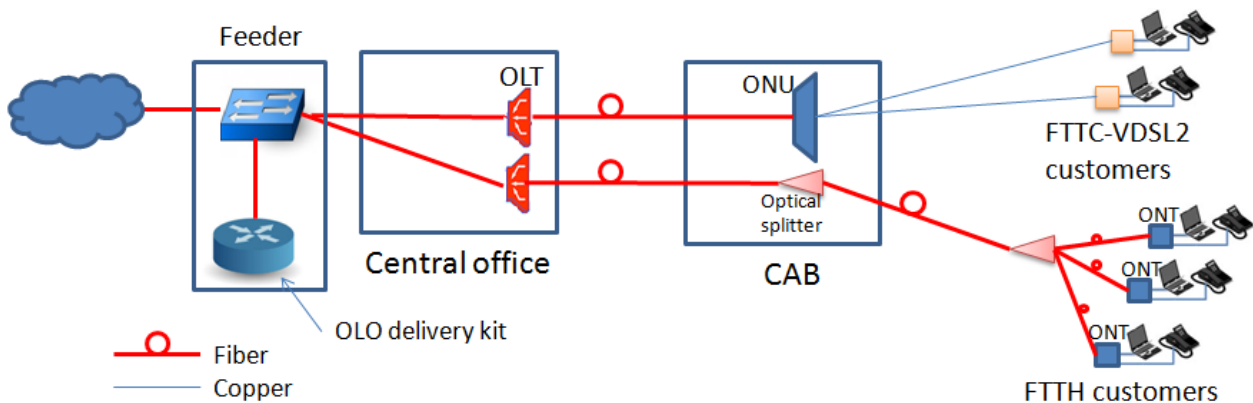 Feeder
OLT
ONU
FTTC-VDSL2
customers
Optical
splitter
Central office
CAB
ONT
ONT
ONT
OLO delivery kit
Fiber
Copper
FTTH customers